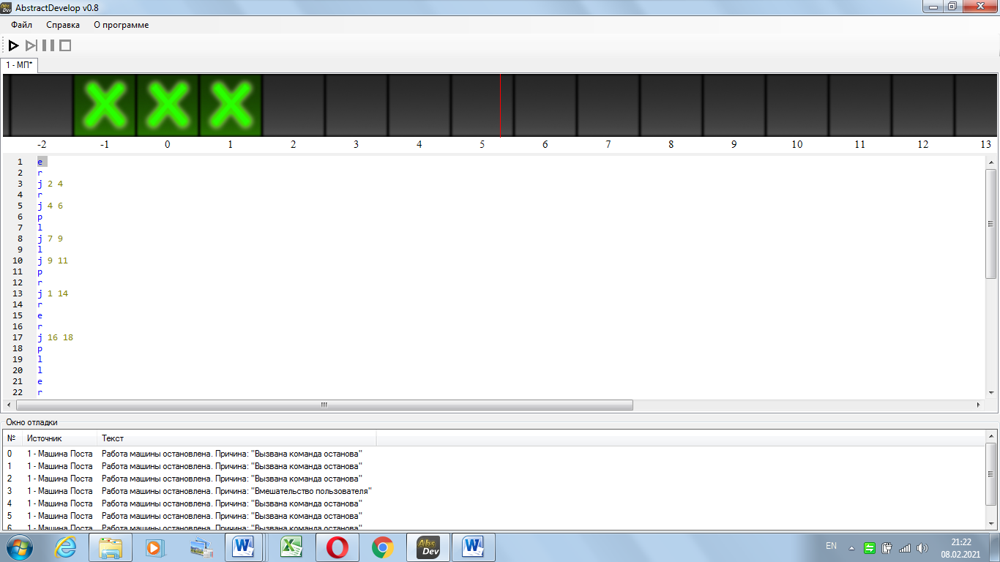 Abs Dev AbstractDevelop v0.8
Файл Справка О программе
1 - МП*
-2 -1 0 1 2 3 4 5 6 7 8 9 10 11 12 13
1 e
2 r
3 j 2 4
4 r
5 j 4 6
6 p
7 l
8 j 7 9
9 l
10 j 9 11
11 p
12 r
13 j 1 14
14 r
15 e
16 r
17 j 16 18
18 p
19 l
20 l
21 e
22 r
Окно отладки
№ Источник Текст
0 1 - Машина Поста Работа машины остановлена. Причина: "Вызвана команда останова"
1 1 - Машина Поста Работа машины остановлена. Причина: "Вызвана команда останова"
2 1 - Машина Поста Работа машины остановлена. Причина: "Вызвана команда останова"
3 1 - Машина Поста Работа машины остановлена. Причина: "Вмешательство пользователя"
4 1 - Машина Поста Работа машины остановлена. Причина: "Вызвана команда останова"
5 1 - Машина Поста Работа машины остановлена. Причина: "Вызвана команда останова"
6 1 - Машина Поста Работа машины остановлена. Причина: "Вызвана команда останова"
Abs Dev
EN
21:22
08.02.2021